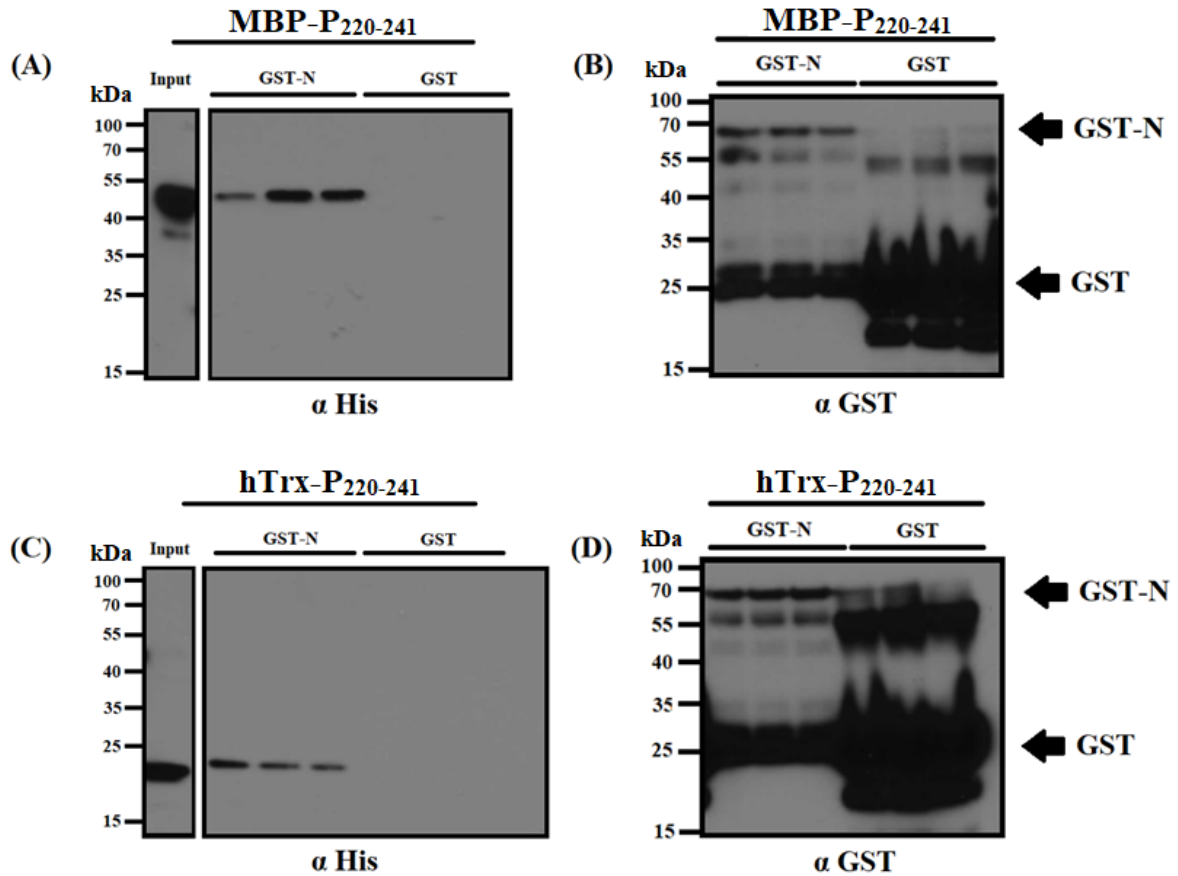 MBP-P220-241
(A)
Input GST-N GST
kDa
100
70
55
40
35
25
15
α His
MBP-P220-241
(B)
GST-N GST
kDa
100
70
55
40
35
25
15
GST-N
GST
α GST
hTrx-P220-241
(C)
Input GST-N GST
kDa
100
70
55
40
35
25
15
α His
hTrx-P220-241
(D)
GST-N GST
kDa
100
70
55
40
35
25
15
GST-N
GST
α GST